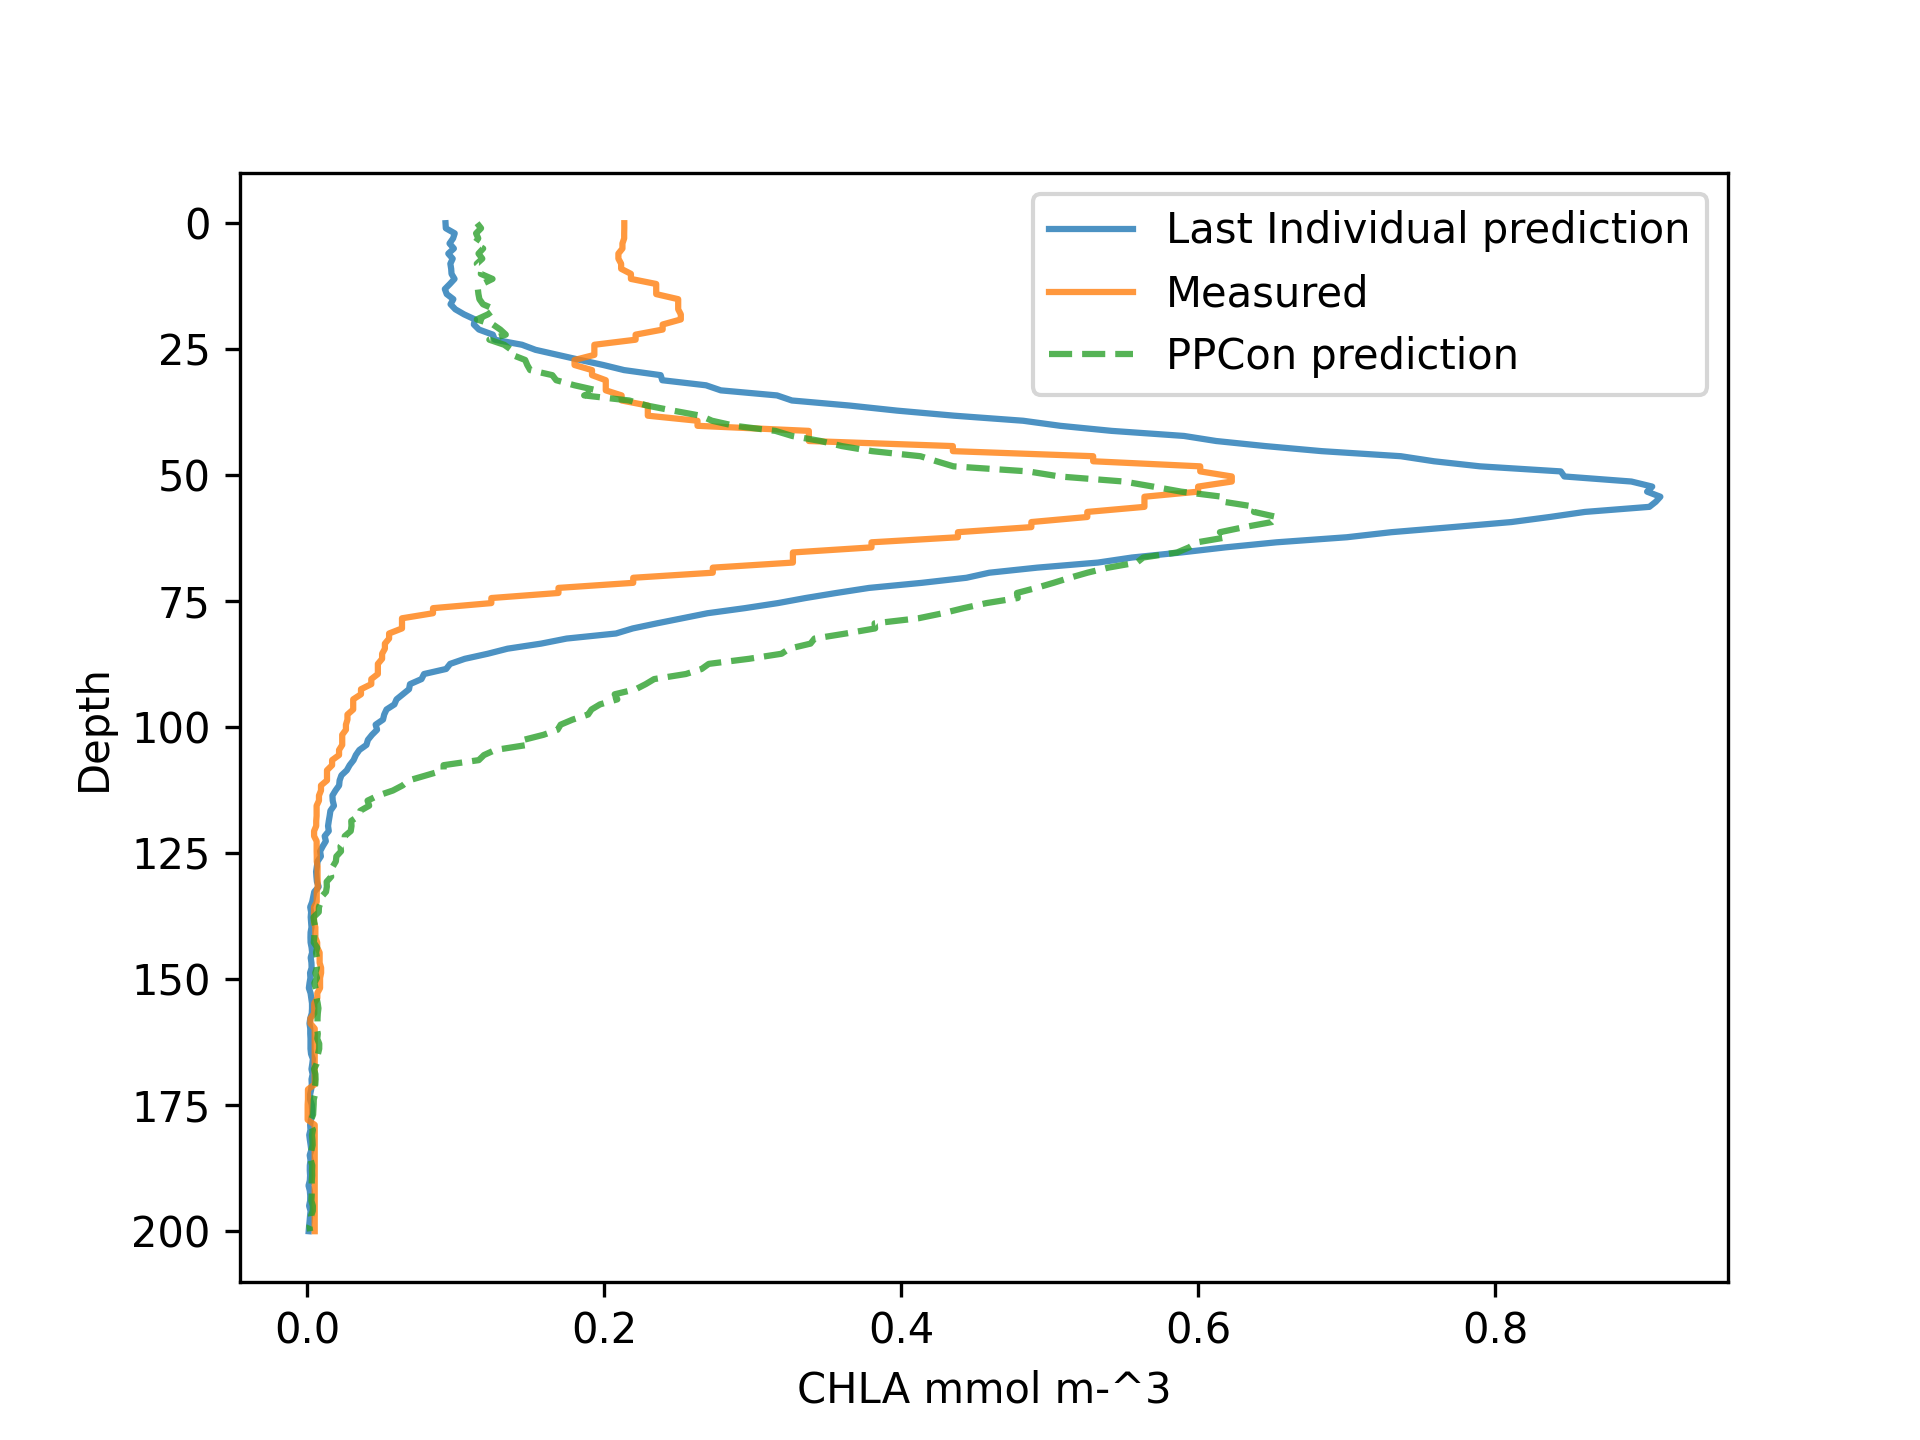 Last Individual prediction
Measured
PPCon prediction
0
25
50
75
100
125
150
175
200
Depth
0.0 0.2 0.4 0.6 0.8
CHLA mmol m-^3